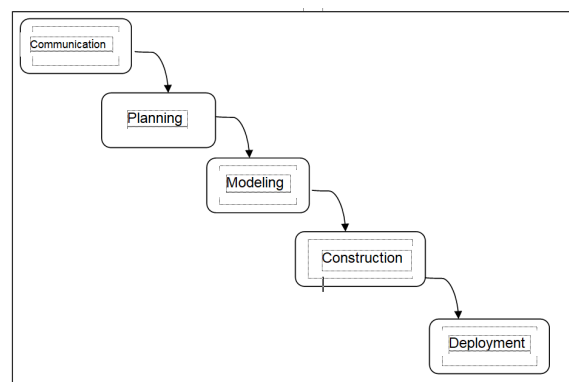 Communication
Planning
Modeling
Construction
Deployment